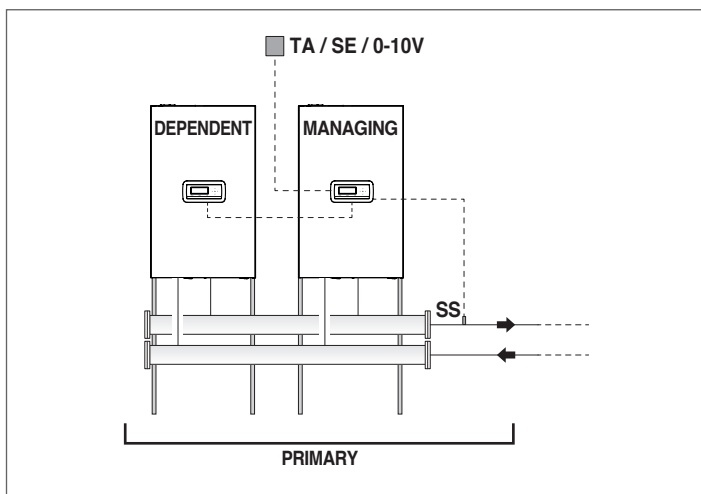 TA / SE / 0-10V
DEPENDENT
MANAGING
SS
PRIMARY